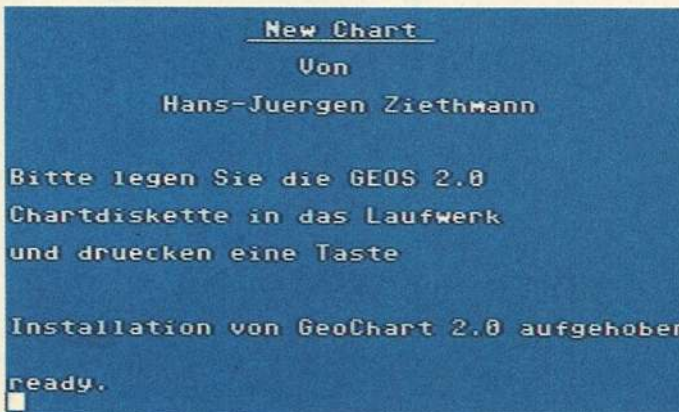 New Chart
Von
Hans-Juergen Ziethmann
Bitte legen Sie die GEOS 2.0
Chartdiskette in das Laufwerk
und druecken eine Taste
Installation von GeoChart 2.0 aufgehoben
ready.